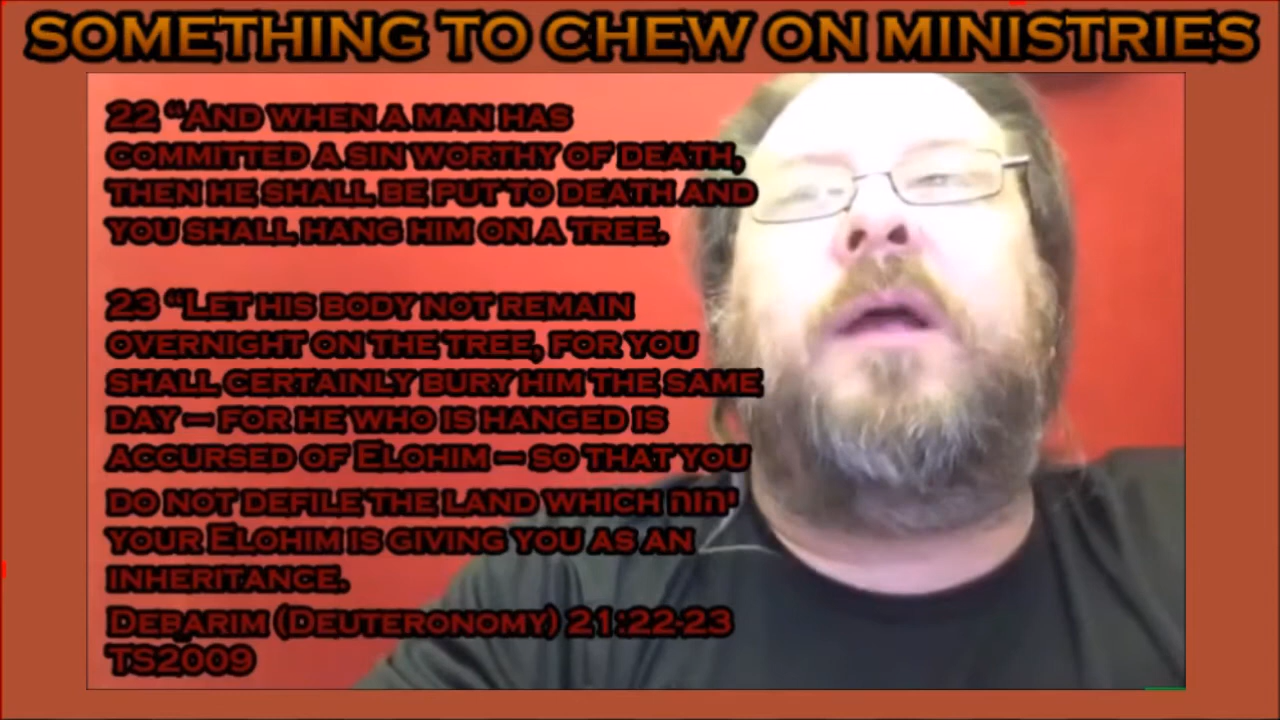 SOMETHING TO CHEW ON MINISTRIES
22 “AND WHEN A MAN HAS
COMMITTED A SIN WORTHY OF DEATH,
THEN HE SHALL BE PUT TO DEATH AND
YOU SHALL HANG HIM ON A TREE.
23 “LET HIS BODY NOT REMAIN
OVERNIGHT ON THE TREE, FOR YOU
SHALL CERTAINLY BURY HIM THE SAME
DAY – FOR HE WHO IS HANGED IS
ACCURSED OF ELOHIM – SO THAT YOU
DO NOT DEFILE THE LAND WHICH יהוה
YOUR ELOHIM IS GIVING YOU AS AN
INHERITANCE.
DEḆARIM (DEUTERONOMY) 21:22-23
TS2009